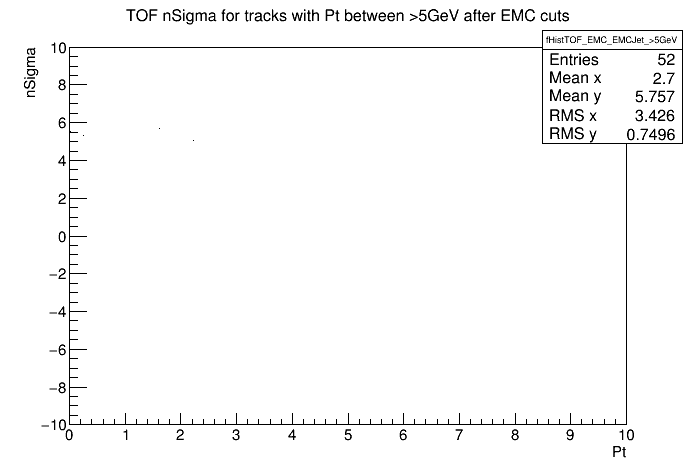 TOF nSigma for tracks with Pt between >5GeV after EMC cuts
fHistTOF_EMC_EMCJet_>5GeV
Entries 52
Mean x 2.7
Mean y 5.757
RMS x 3.426
RMS y 0.7496
nSigma
10
8
6
4
2
0
−2
−4
−6
−8
−10
0 1 2 3 4 5 6 7 8 9 10
Pt